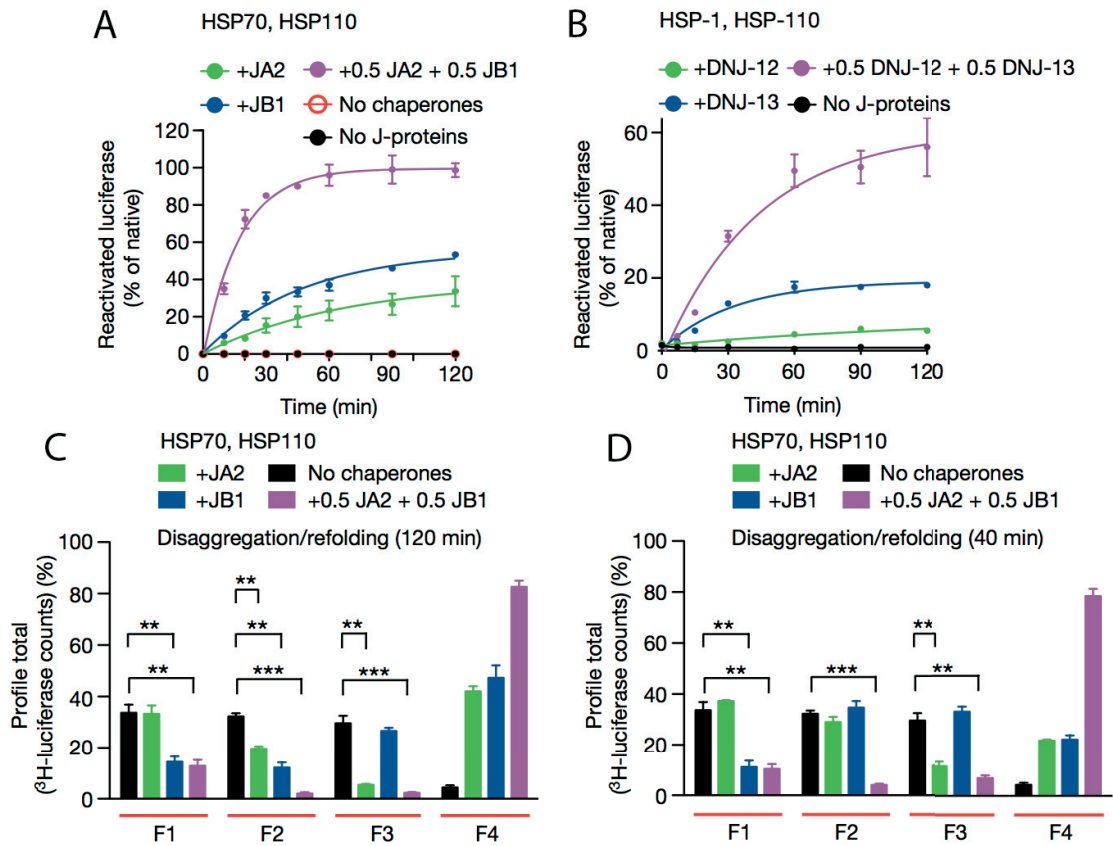 A
HSP70, HSP110
+JA2
+0.5 JA2 + 0.5 JB1
+JB1
No chaperones
No J-proteins
Reactivated luciferase
(% of native)
120
100
80
60
40
20
0
0
30
60
90
120
Time (min)
B
HSP-1, HSP-110
+DNJ-12
+0.5 DNJ-12 + 0.5 DNJ-13
+DNJ-13
No J-proteins
Reactivated luciferase
(% of native)
60
40
20
0
0
30
60
90
120
Time (min)
C
HSP70, HSP110
+JA2
No chaperones
+JB1
+0.5 JA2 + 0.5 JB1
Disaggregation/refolding (120 min)
Profile total
(³H-luciferase counts) (%)
100
80
60
40
20
0
**
**
**
**
***
**
***
F1
F2
F3
F4
D
HSP70, HSP110
+JA2
No chaperones
+JB1
+0.5 JA2 + 0.5 JB1
Disaggregation/refolding (40 min)
Profile total
(³H-luciferase counts) (%)
100
80
60
40
20
0
**
**
***
**
**
F1
F2
F3
F4